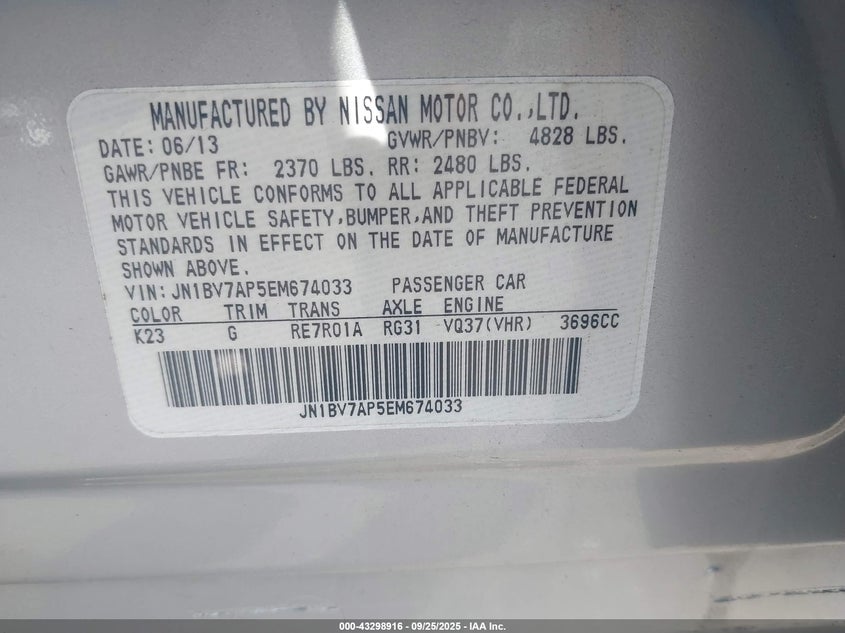 MANUFACTURED BY NISSAN MOTOR CO.,LTD.
DATE: 06/13 GVWR/PNBV: 4828 LBS.
GAWR/PNBE FR: 2370 LBS. RR: 2480 LBS.
THIS VEHICLE CONFORMS TO ALL APPLICABLE FEDERAL
MOTOR VEHICLE SAFETY,BUMPER,AND THEFT PREVENTION
STANDARDS IN EFFECT ON THE DATE OF MANUFACTURE
SHOWN ABOVE.
VIN: JN1BV7AP5EM674033 PASSENGER CAR
COLOR TRIM TRANS AXLE ENGINE
K23 G RE7R01A RG31 VQ37(VHR) 3696CC
JN1BV7AP5EM674033
000-43298916 - 09/25/2025 - IAA Inc.